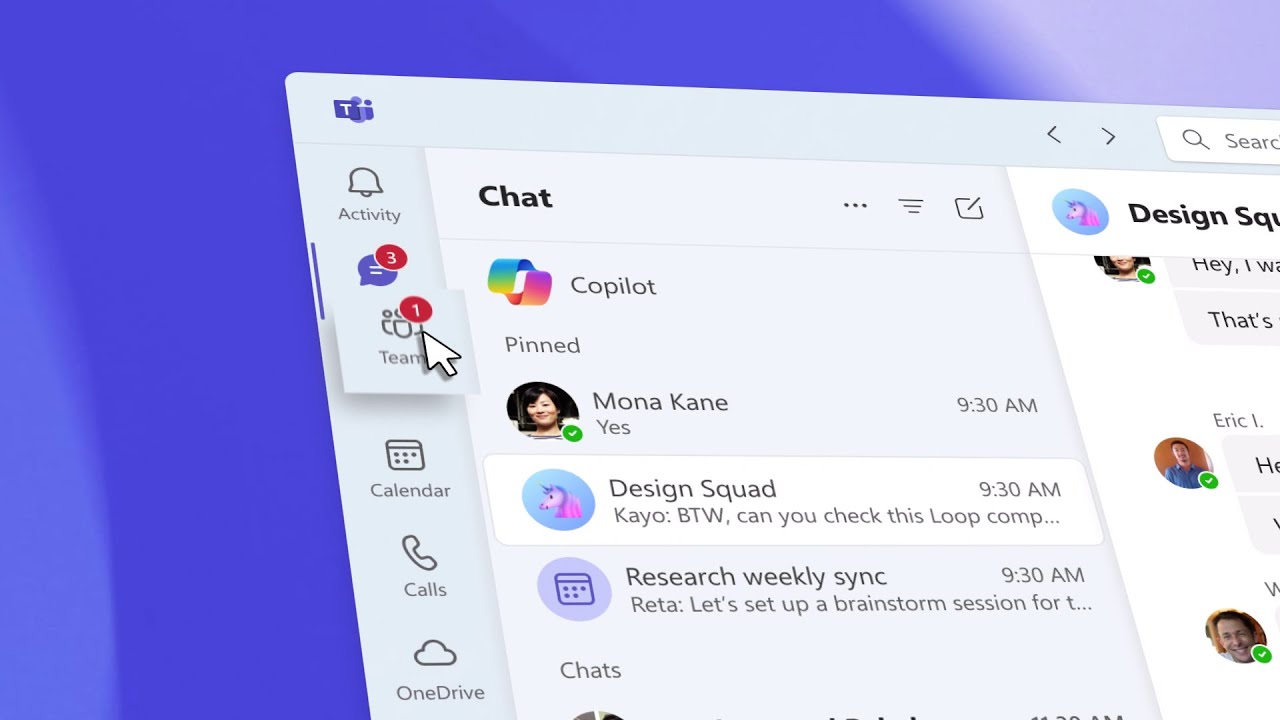 T
Activity
3
1
Team
Calendar
Calls
OneDrive
Chat
Copilot
Pinned
Mona Kane 9:30 AM
Yes
Design Squad 9:30 AM
Kayo: BTW, can you check this Loop comp...
Research weekly sync 9:30 AM
Reta: Let's set up a brainstorm session for t...
Chats
Searc
Design Squ
Hey, I wa
That's
Eric I.
He